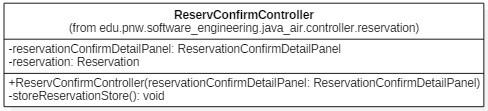 ReservConfirmController
(from edu.pnw.software_engineering.java_air.controller.reservation)
-reservationConfirmDetailPanel: ReservationConfirmDetailPanel
-reservation: Reservation
+ReservConfirmController(reservationConfirmDetailPanel: ReservationConfirmDetailPanel)
-storeReservationStore(): void